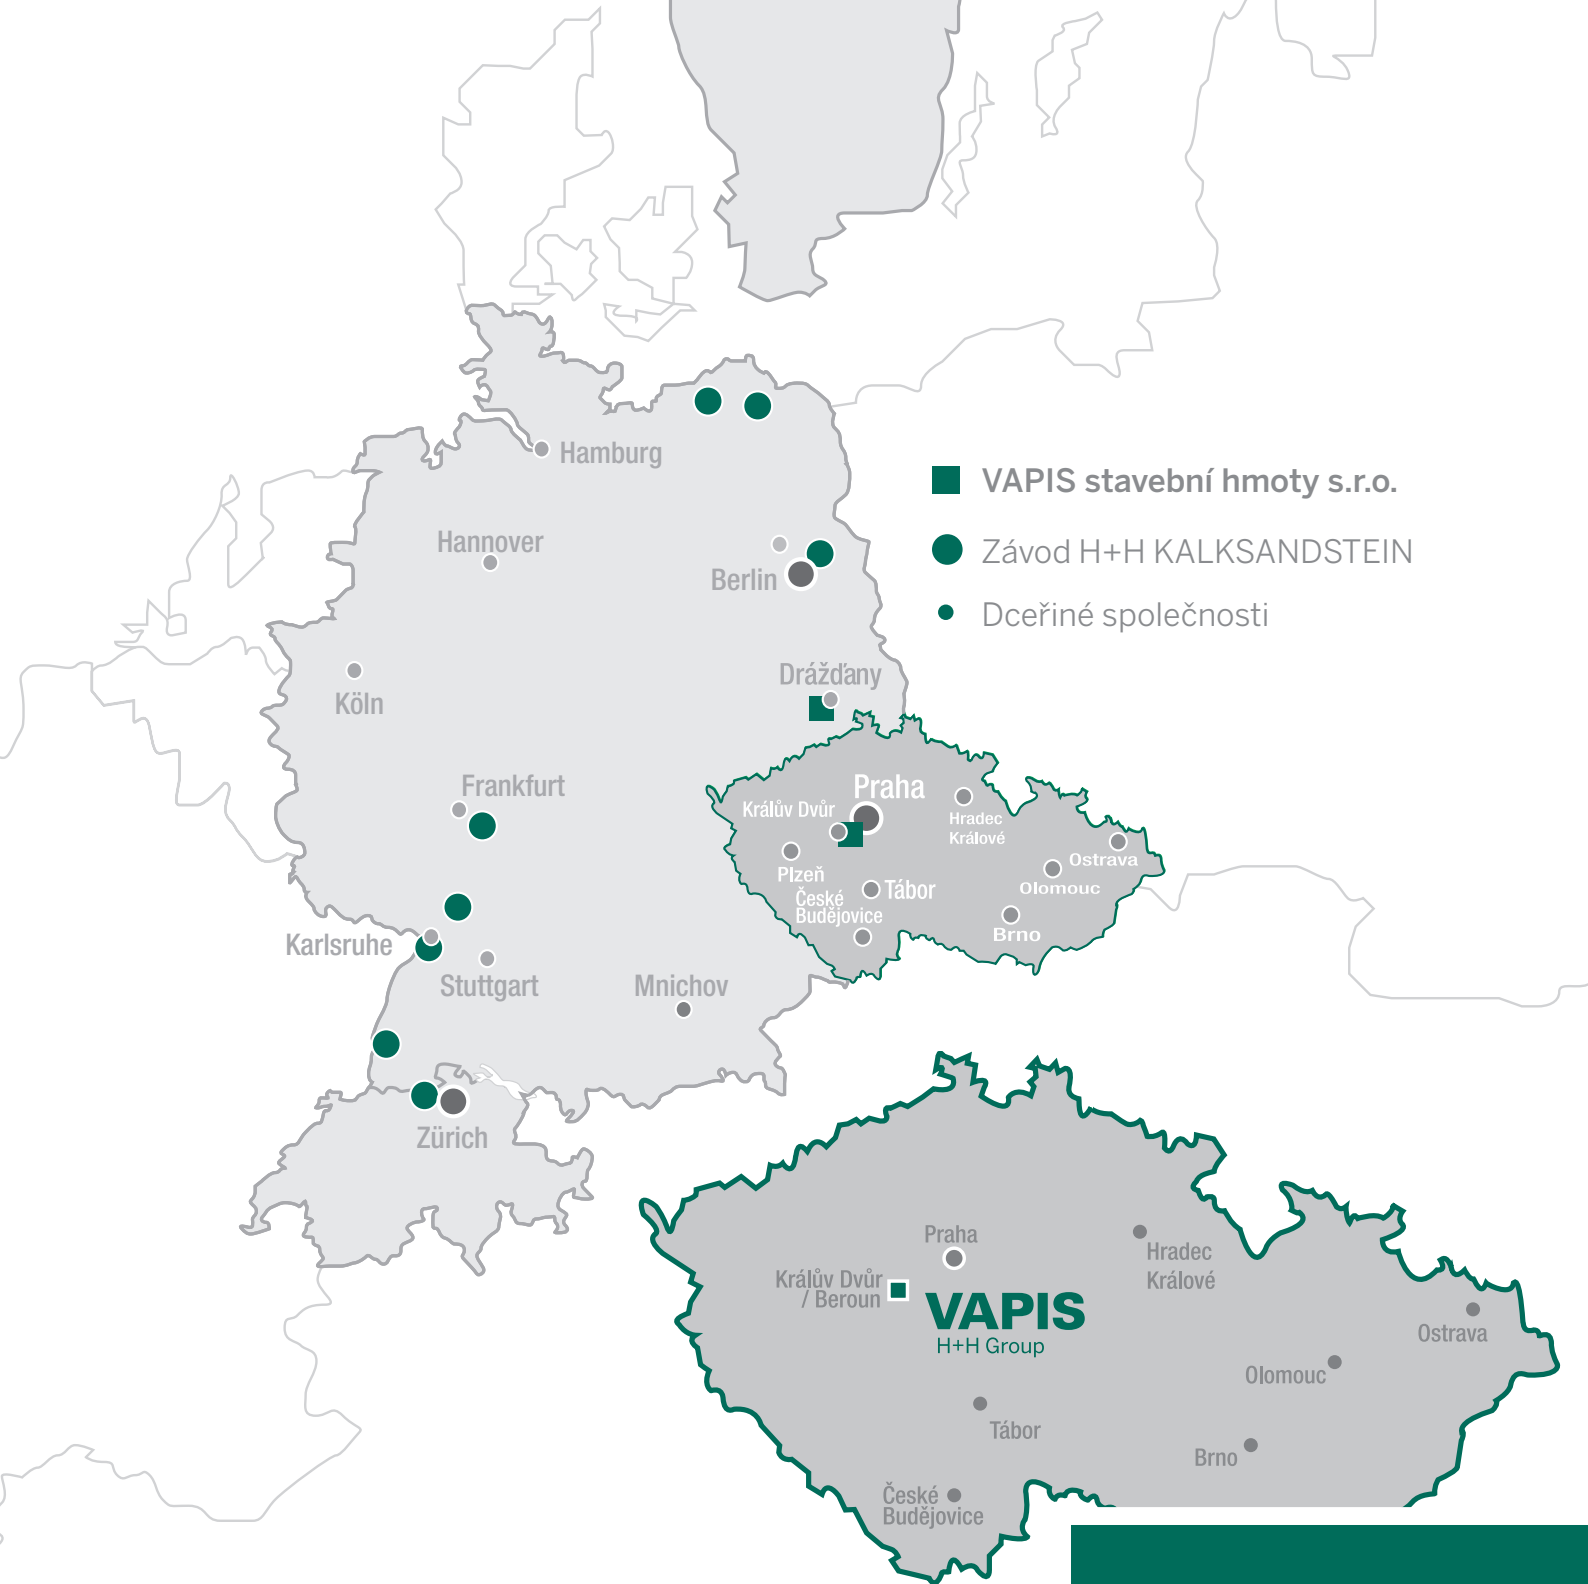 Hamburg
VAPIS stavební hmoty s.r.o.
Hannover
Závod H+H KALKSANDSTEIN
Berlin
Dceřiné společnosti
Drážďany
Köln
Frankfurt
Praha
Králův Dvůr
Hradec
Králové
Ostrava
Plzeň
Olomouc
Tábor
České
Budějovice
Brno
Karlsruhe
Stuttgart
Mnichov
Zürich
Praha
Hradec
Králové
Králův Dvůr
/ Beroun
VAPIS
H+H Group
Ostrava
Olomouc
Tábor
Brno
České
Budějovice